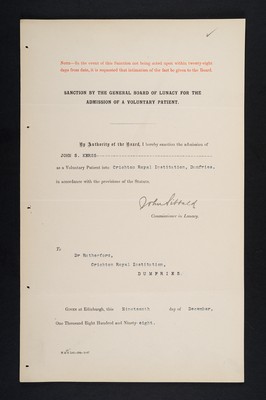 NOTE—In the event of this Sanction not being acted upon within twenty-eight
days from date, it is requested that intimation of the fact be given to the Board.
SANCTION BY THE GENERAL BOARD OF LUNACY FOR THE
ADMISSION OF A VOLUNTARY PATIENT.
By Authority of the Board, I hereby sanction the admission of
JOHN
as a Voluntary Patient into Crichton Royal Institution, Dumfries,
in accordance with the provisions of the Statute.
John Sibbald
Commissioner in Lunacy.
To
Dr Rutherford,
Crichton Royal Institution,
DUMFRIES.
Given at Edinburgh, this Nineteenth day of December,
One Thousand Eight Hundred and Ninety-eight.